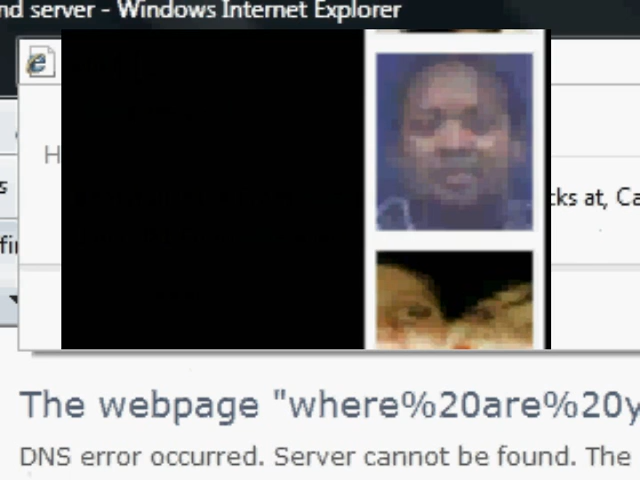 nd server - Windows Internet Explorer
H
s
cks at, Ca
fi
The webpage "where%20are%20y
DNS error occurred. Server cannot be found. The